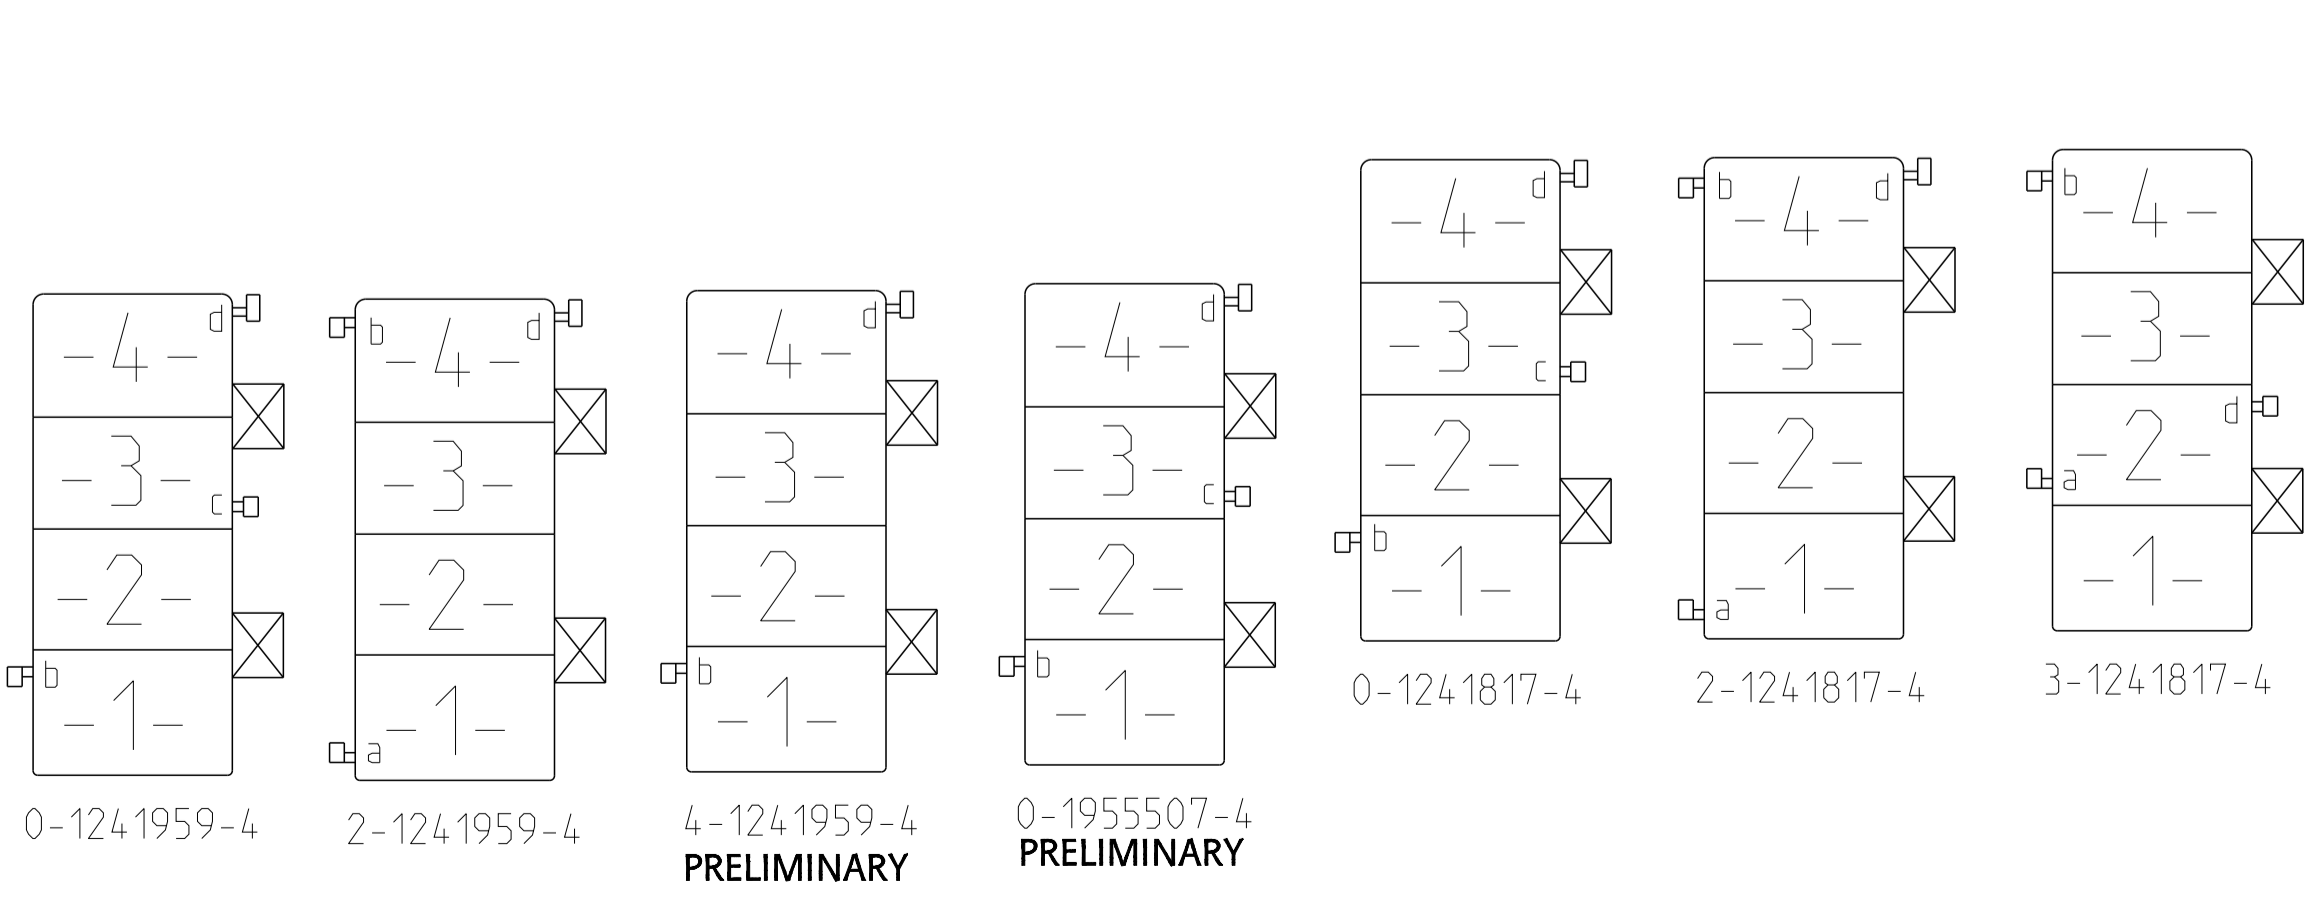 d
-4-
-3-
c
-2-
b
-1-
0-1241959-4
b
d
-4-
-3-
-2-
-1-
a
2-1241959-4
d
-4-
-3-
-2-
b
-1-
4-1241959-4
PRELIMINARY
d
-4-
-3-
c
-2-
b
-1-
0-1955507-4
PRELIMINARY
d
-4-
-3-
c
-2-
b
-1-
0-1241817-4
b
d
-4-
-3-
-2-
-1-
a
2-1241817-4
b
-4-
-3-
d
-2-
a
-1-
3-1241817-4